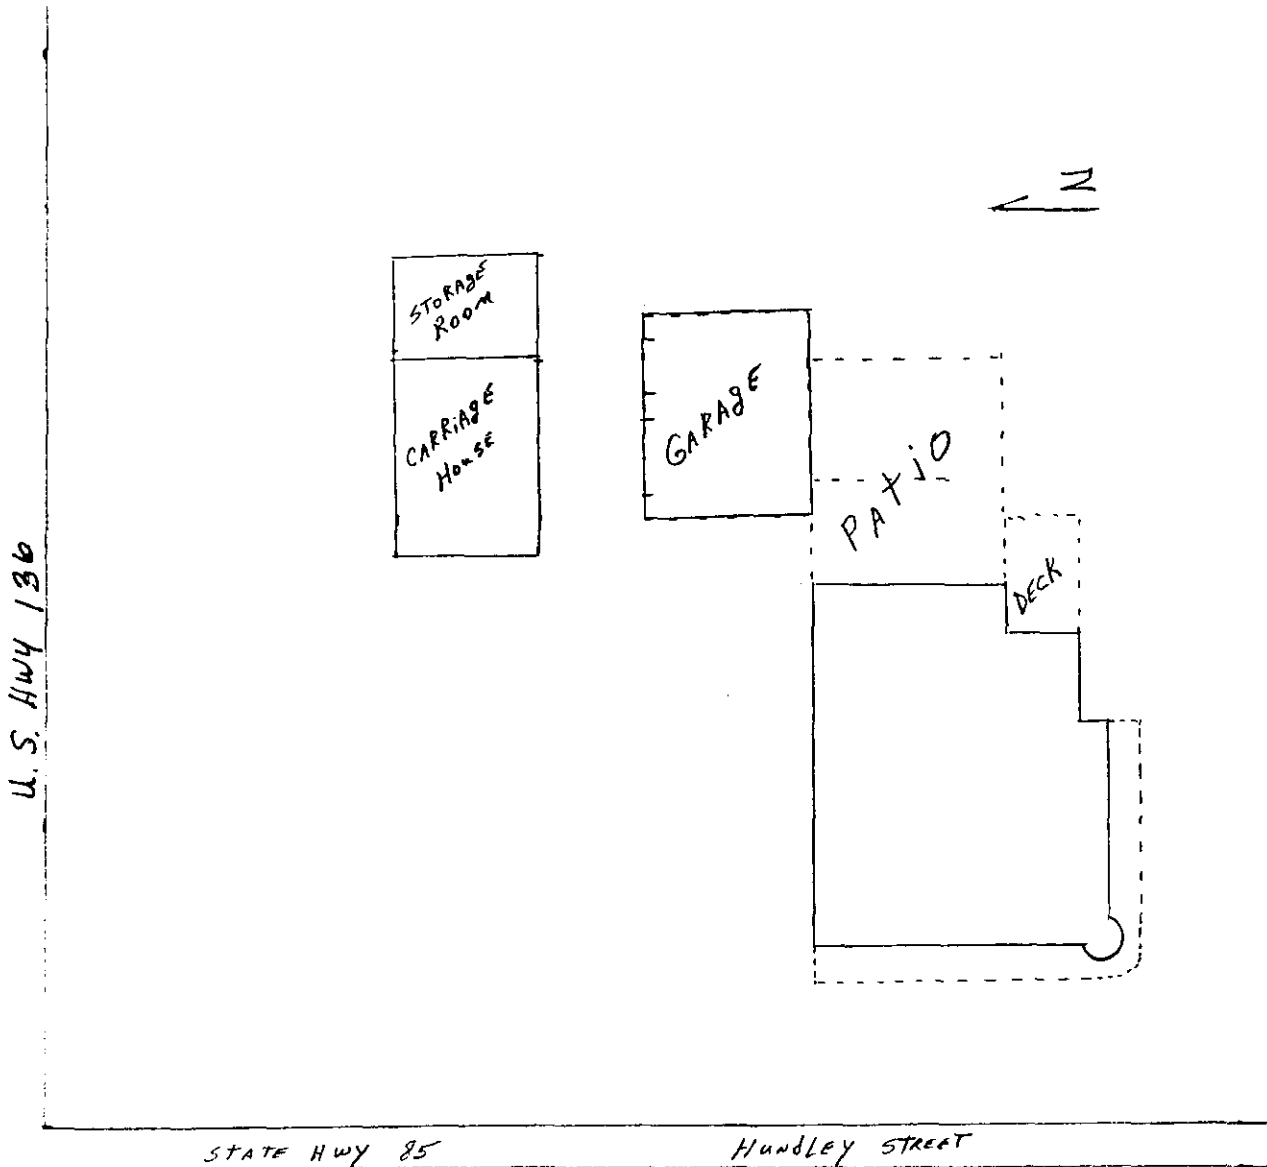 N
STORAGE
ROOM
CARRIAGE
HOUSE
GARAGE
PATIO
DECK
U. S. HWY 136
STATE HWY 85
HUNDLEY STREET